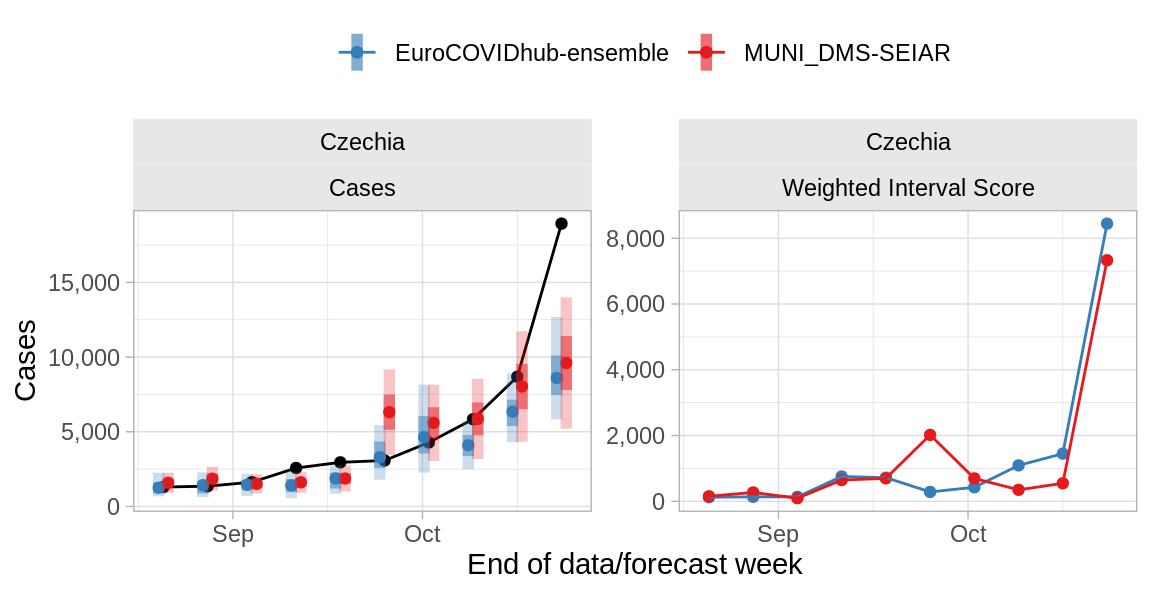 EuroCOVIDhub-ensemble MUNI_DMS-SEIAR
Czechia
Cases
Cases
15,000
10,000
5,000
0
Sep Oct
Czechia
Weighted Interval Score
8,000
6,000
4,000
2,000
0
Sep Oct
End of data/forecast week